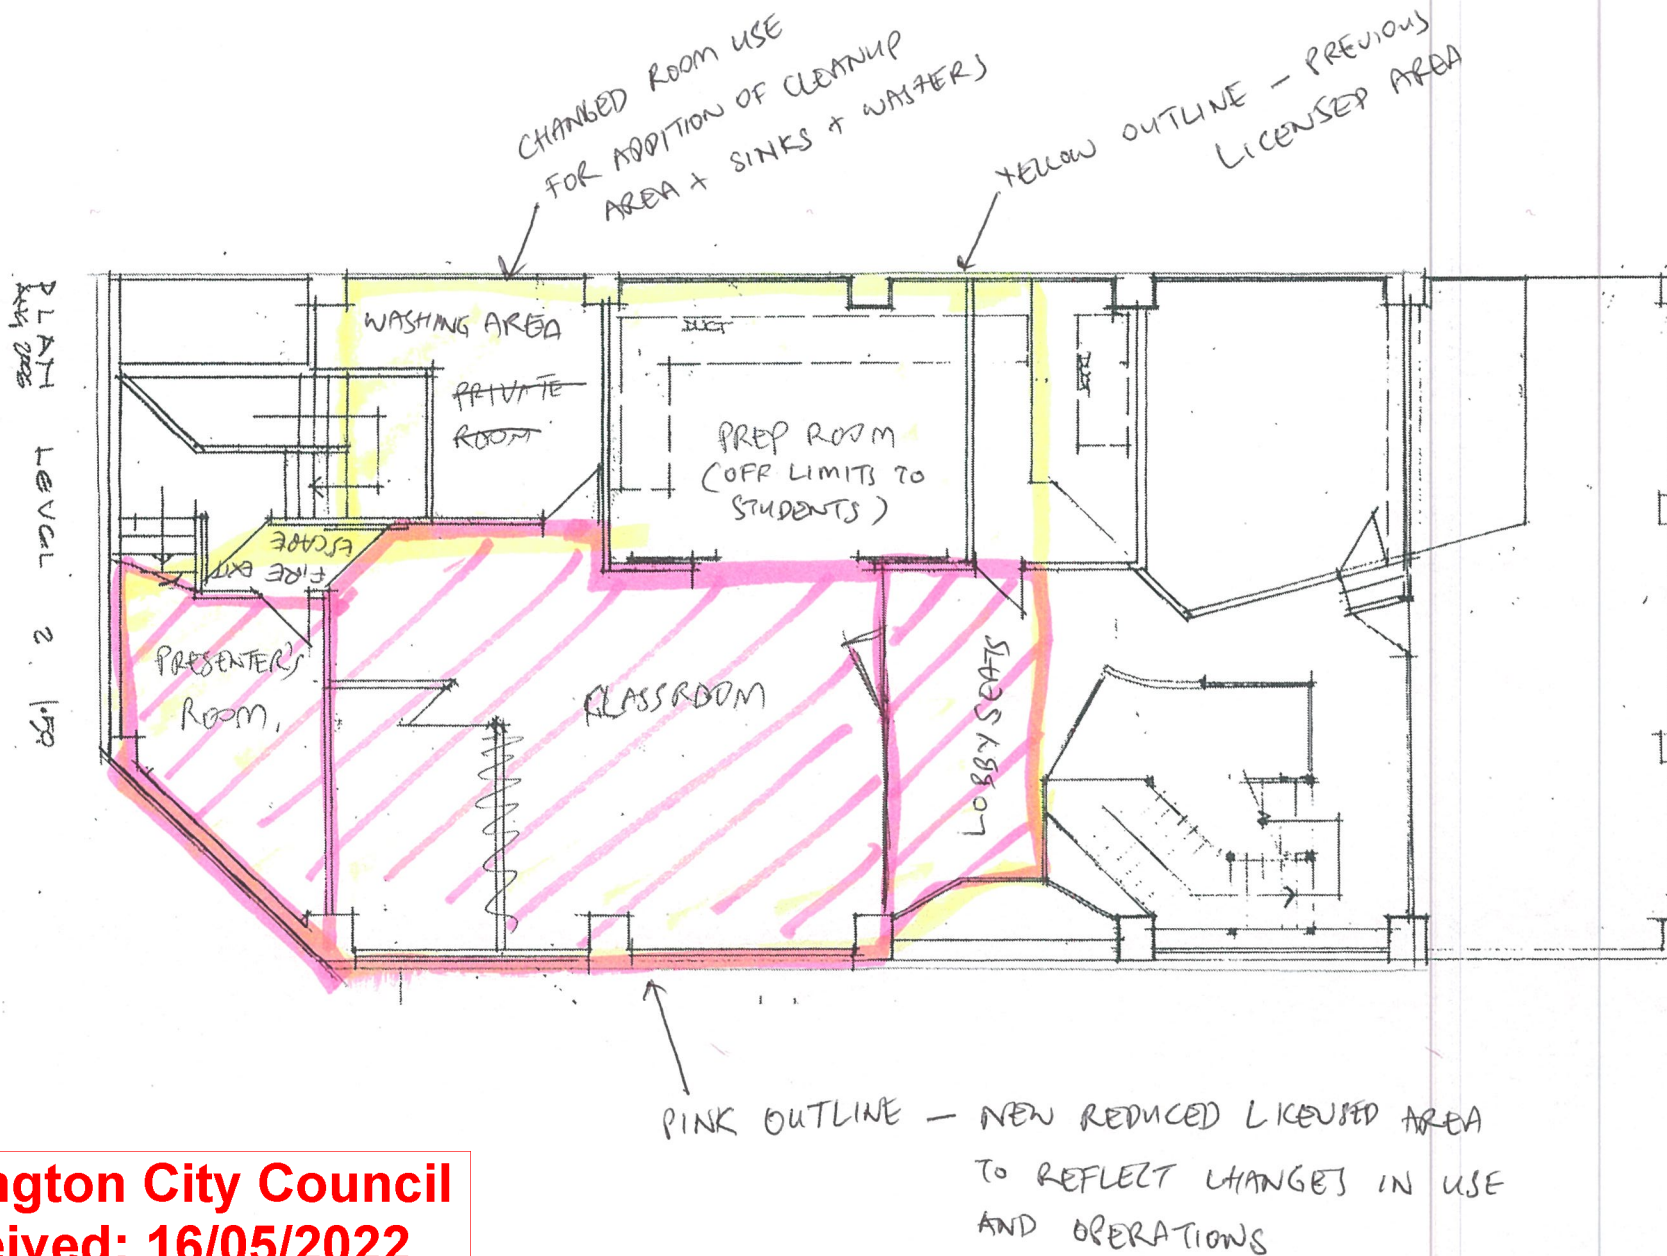 CHANGED ROOM USE
FOR ADDITION OF CLEANUP
AREA + SINKS + WASHERS
YELLOW OUTLINE - PREVIOUS
LICENSED AREA
PLAN LEVEL 2. 1:50
WASHING AREA
PRIVATE
ROOM
DUCT
PREP ROOM
(OFF LIMITS TO
STUDENTS)
DUCT
FIRE EXIT
ESCAPE
PRESENTER'S
ROOM.
CLASSROOM
LOBBY SEATS
PINK OUTLINE - NEW REDUCED LICENSED AREA
TO REFLECT CHANGES IN USE
AND OPERATIONS
ngton City Council
eived: 16/05/2022